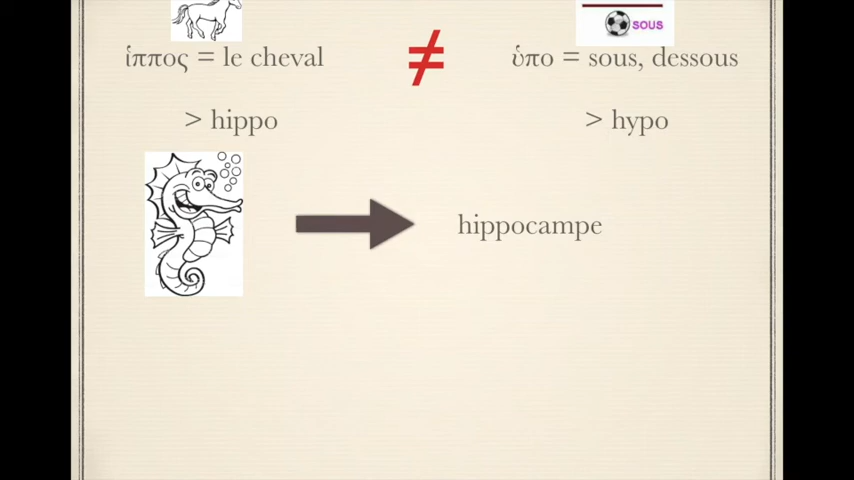 SOUS
ἱππος = le cheval
≠
ὑπο = sous, dessous
> hippo
> hypo
hippocampe